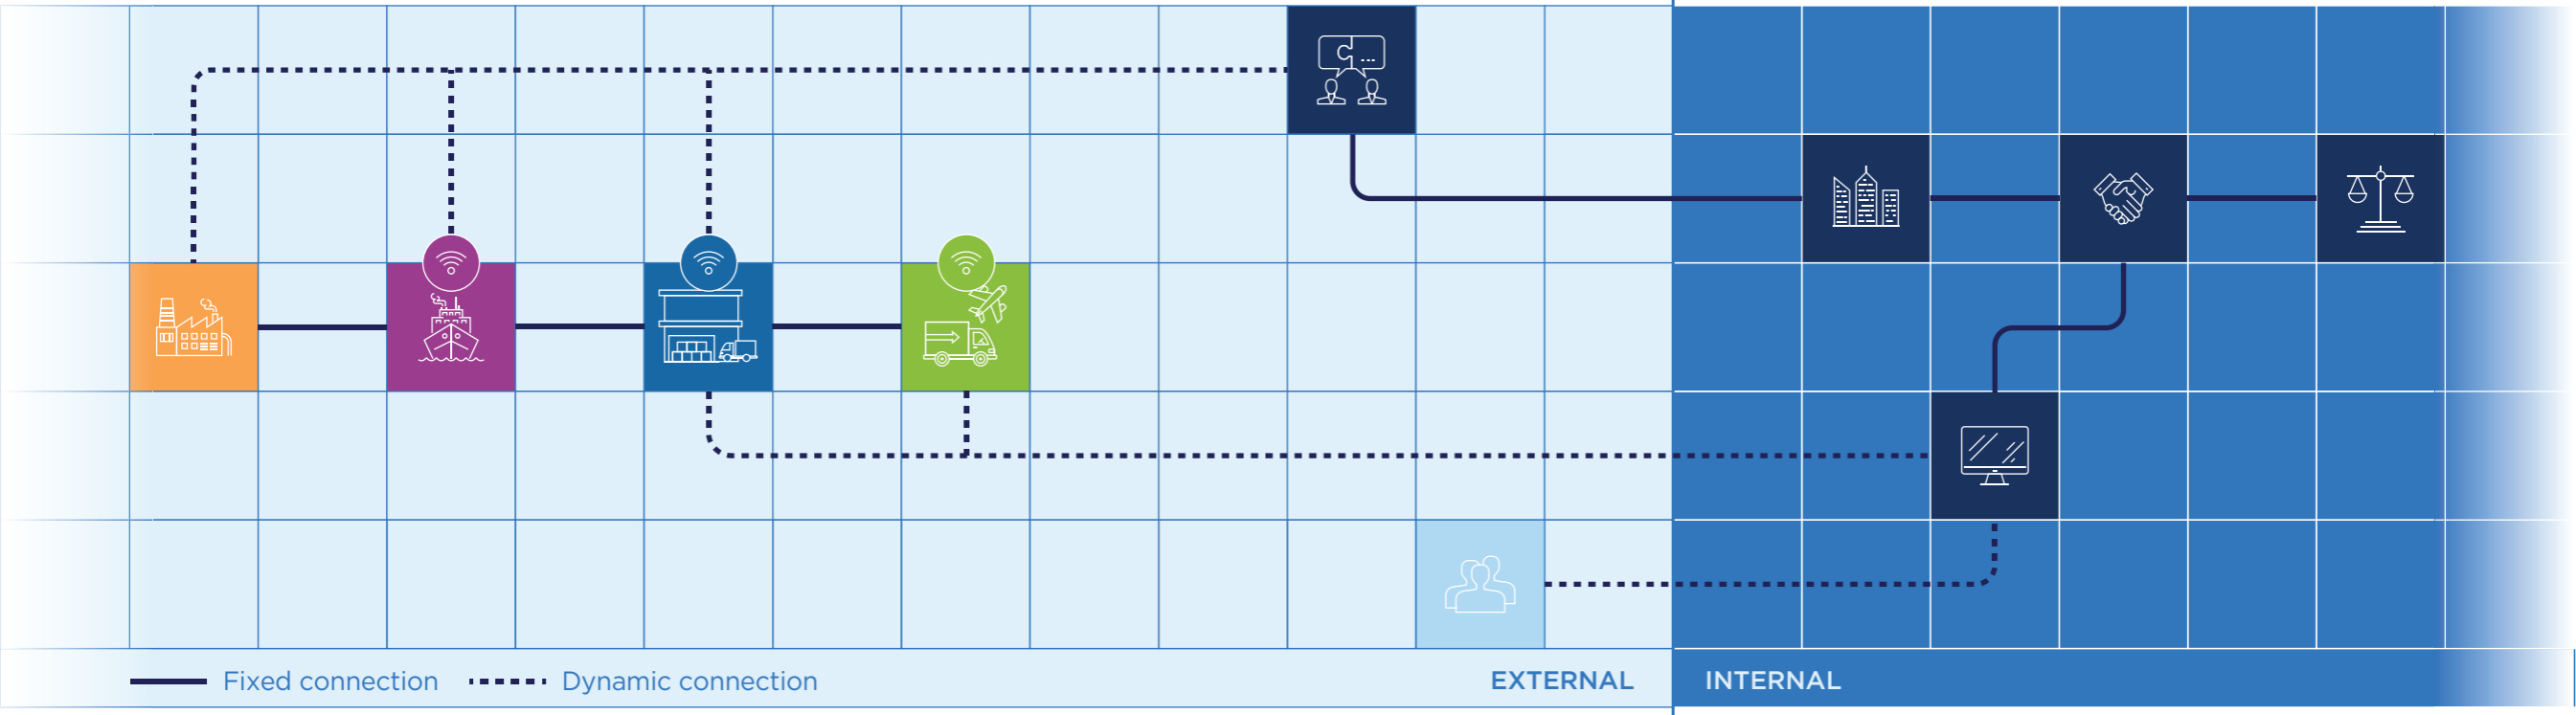 Fixed connection
Dynamic connection
EXTERNAL
INTERNAL